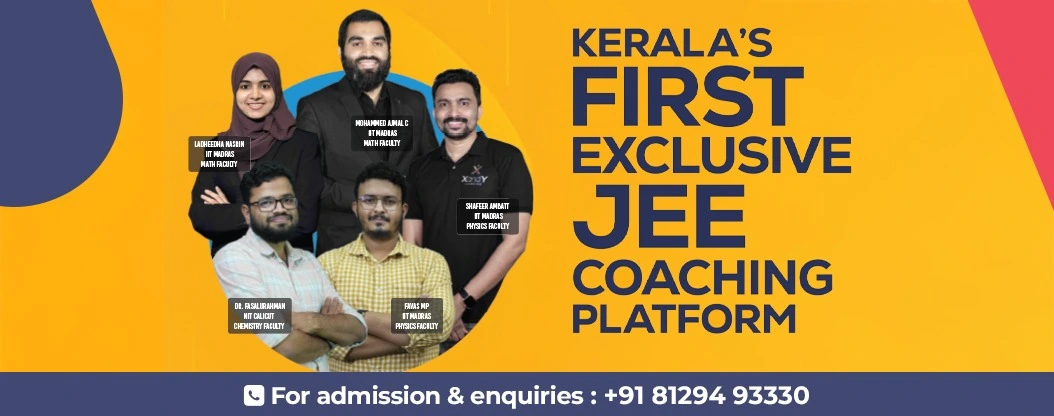 KERALA'S
FIRST
EXCLUSIVE
JEE
COACHING
PLATFORM
MOHAMMED AJMAL C
IIT MADRAS
MATH FACULTY
LADHEEDHA NASRIN
IIT MADRAS
MATH FACULTY
SHAFEER AMBATT
IIT MADRAS
PHYSICS FACULTY
DR. FASALURAHMAN
NIT CALICUT
CHEMISTRY FACULTY
FAVAS MP
IIT MADRAS
PHYSICS FACULTY
For admission & enquiries : +91 81294 93330